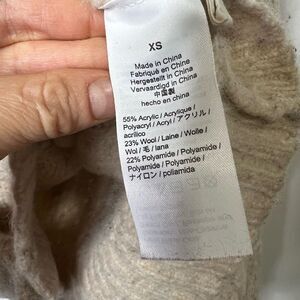 XS
Made in China
Fabriqué en Chine
Hergestellt in China
Vervaardigd in China
中国製
hecho en china
55% Acrylic / Acrylique /
Polyacryl / Acryl / アクリル /
acrílico
23% Wool / Laine / Wolle /
Wol / 毛 / lana
22% Polyamide / Polyamide /
Polyamide / Polyamide /
ナイロン / poliamida